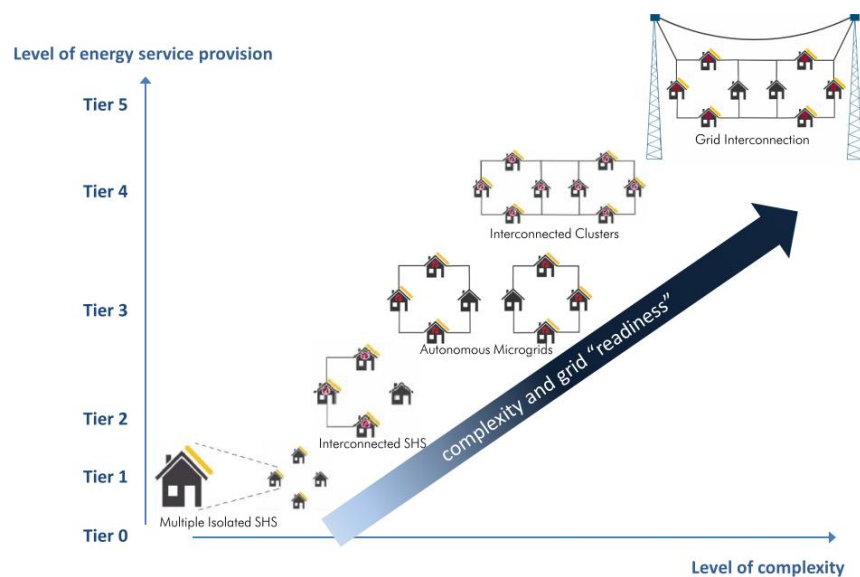 Level of energy service provision
Tier 5
Grid Interconnection
Tier 4
Interconnected Clusters
Tier 3
Autonomous Microgrids
complexity and grid "readiness"
Tier 2
Interconnected SHS
Tier 1
Multiple Isolated SHS
Tier 0
Level of complexity